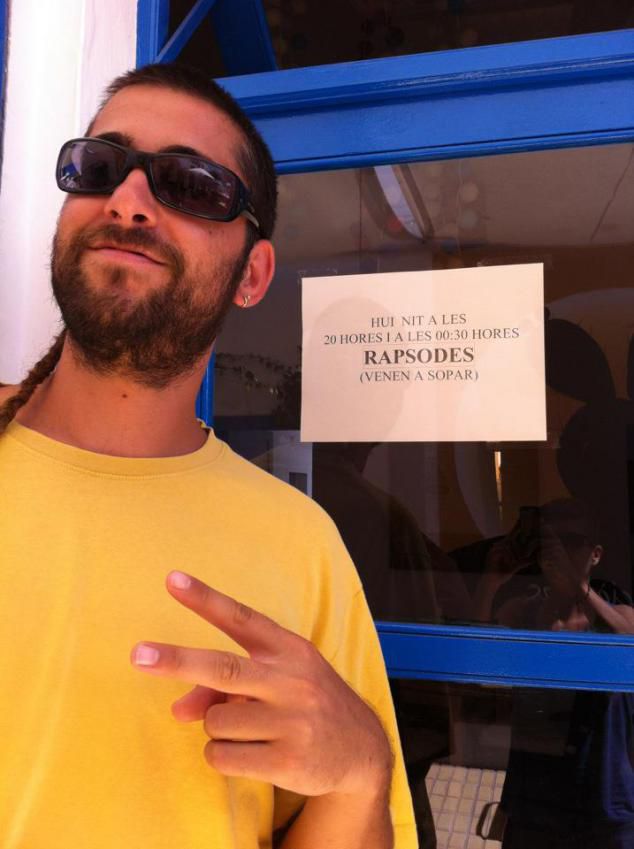 HUI NIT A LES
20 HORES I A LES 00:30 HORES
RAPSODES
(VENEN A SOPAR)